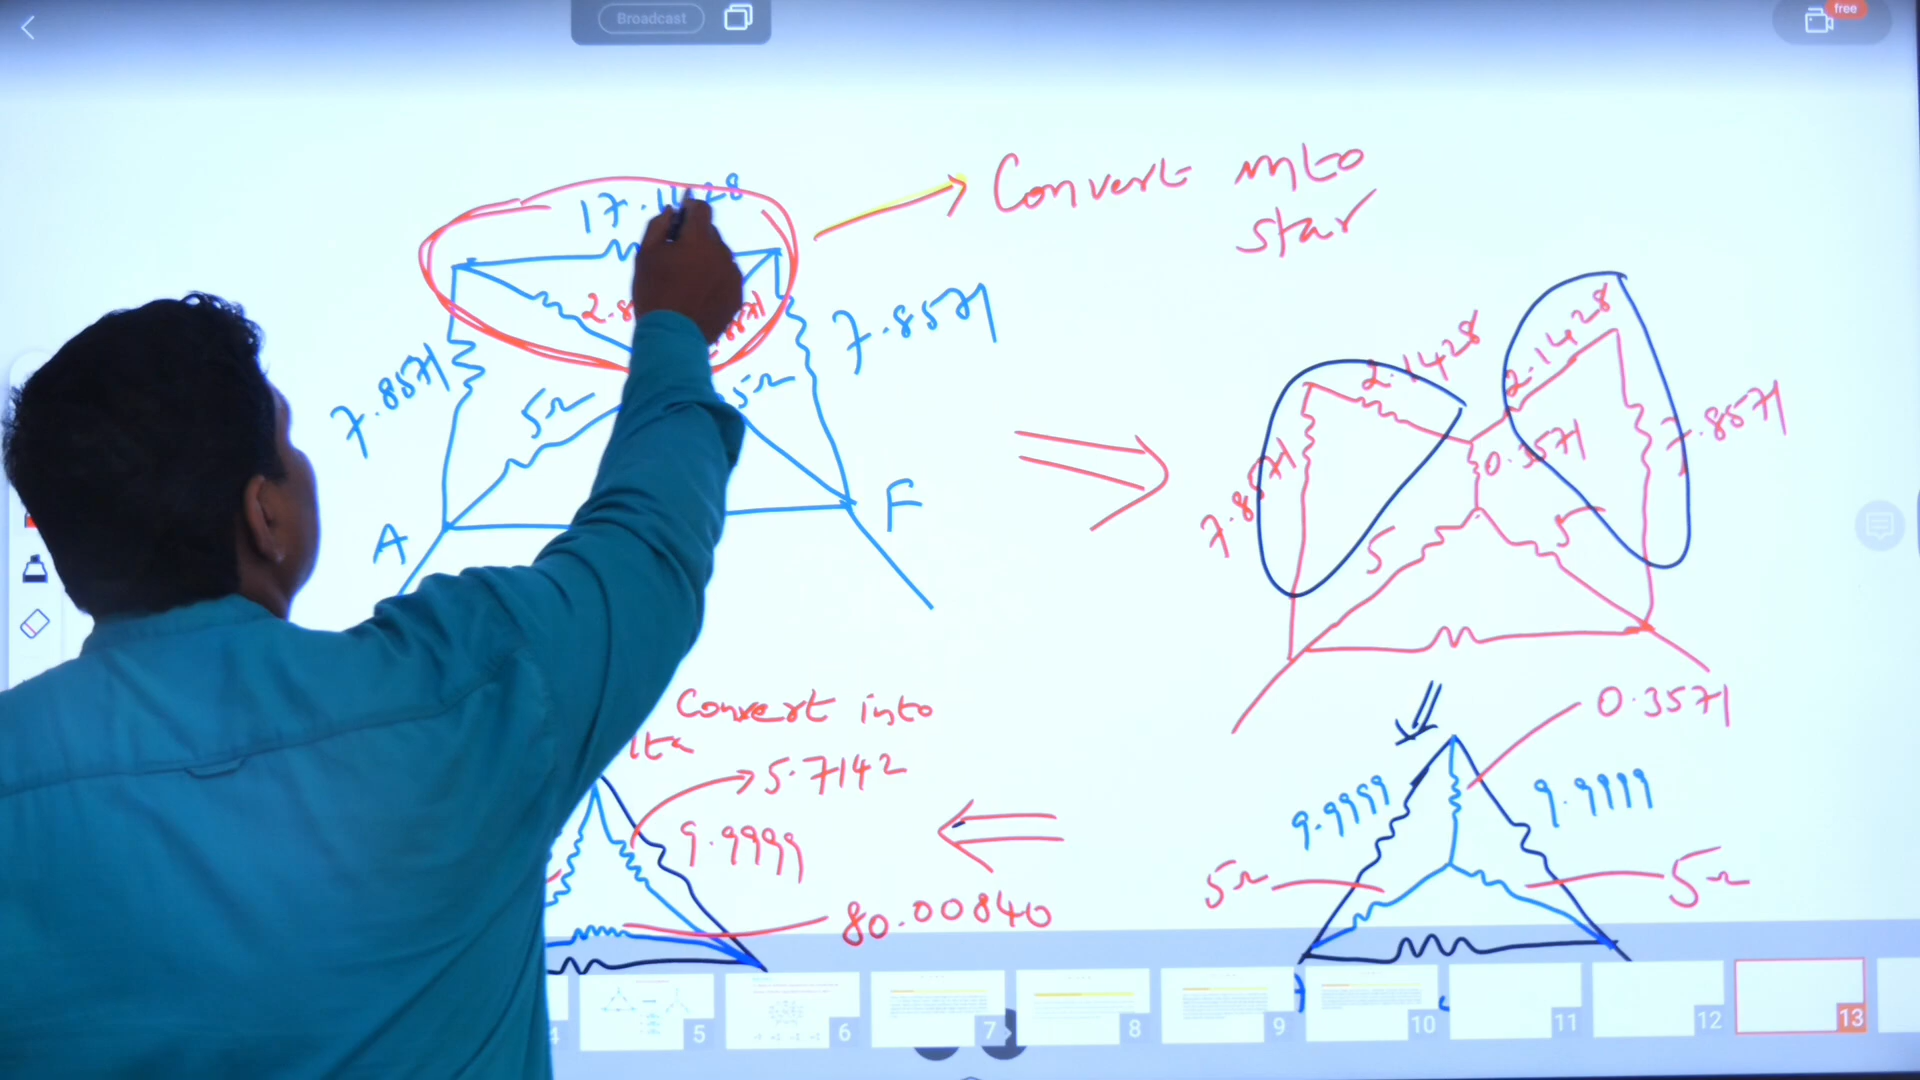 Broadcast
free
Convert into
star
17.1428
7.8571
7.8571
5Ω
5Ω
A
F
2.1428
2.1428
7.8571
7.8571
0.3571
5
5
Convert into
5.7142
9.9999
80.00840
0.3571
9.9999
9.9999
5Ω
5Ω
5
6
7
8
9
10
11
12
13